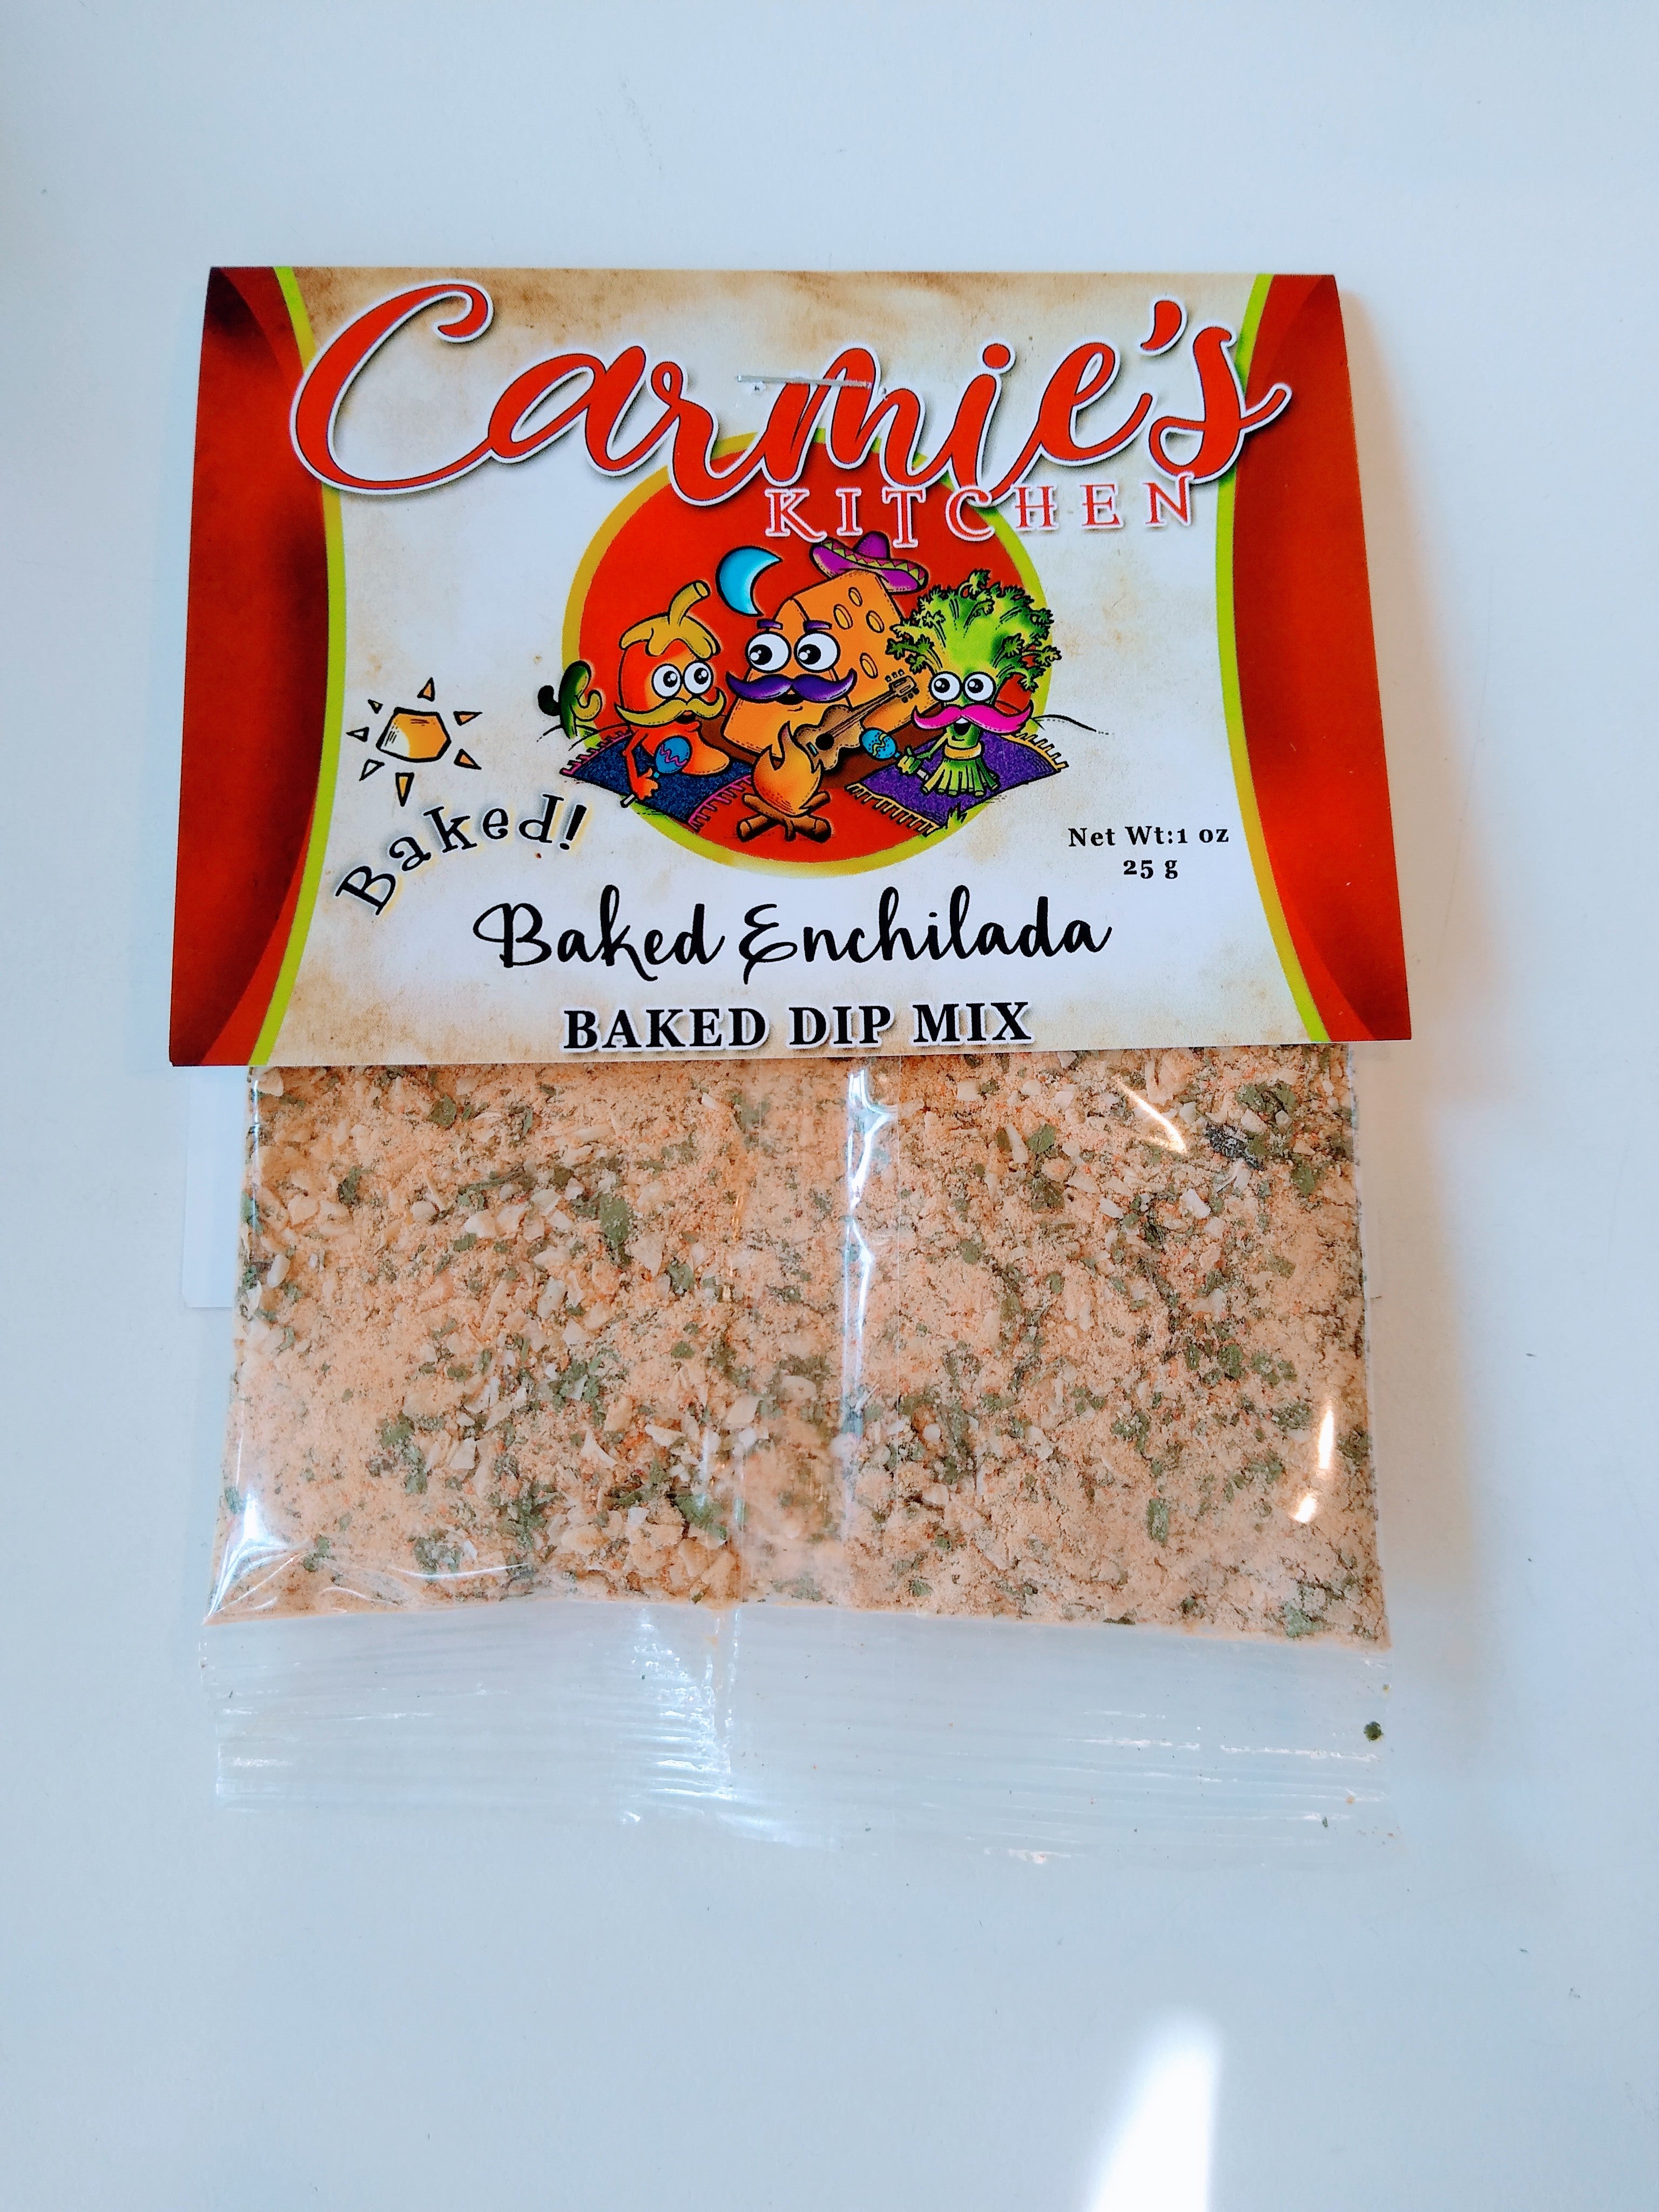 Carmie's
KITCHEN
Baked!
Net Wt:1 oz
25 g
Baked Enchilada
BAKED DIP MIX